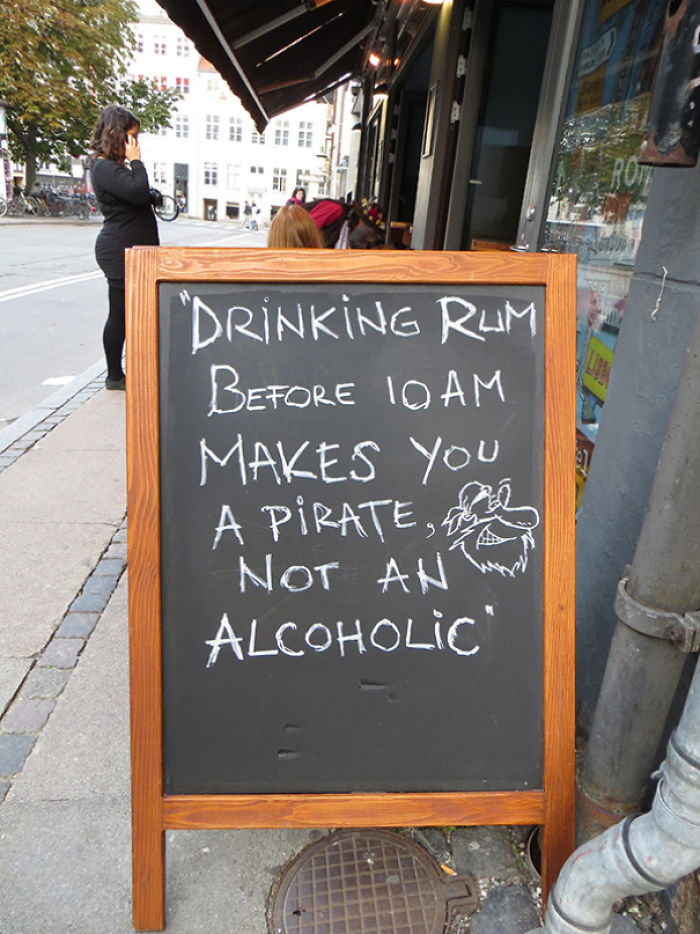 "DRINKING RUM
BEFORE 10 AM
MAKES YOU
A PIRATE,
NOT AN
ALCOHOLIC"